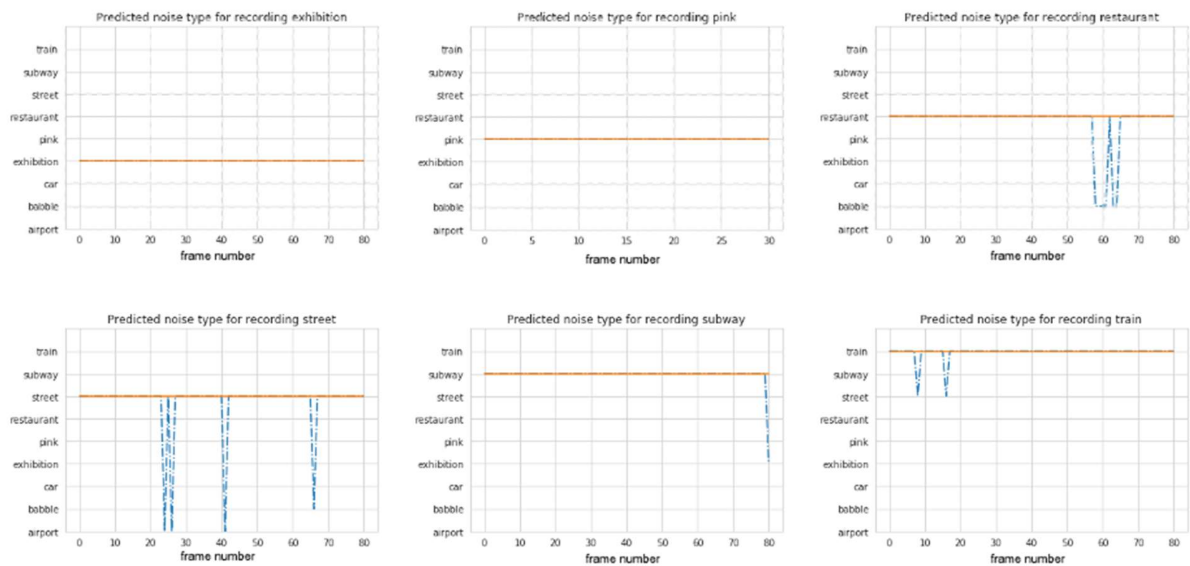 Predicted noise type for recording exhibition
train
subway
street
restaurant
pink
exhibition
car
babble
airport
0 10 20 30 40 50 60 70 80
frame number
Predicted noise type for recording pink
train
subway
street
restaurant
pink
exhibition
car
babble
airport
0 5 10 15 20 25 30
frame number
Predicted noise type for recording restaurant
train
subway
street
restaurant
pink
exhibition
car
babble
airport
0 10 20 30 40 50 60 70 80
frame number
Predicted noise type for recording street
train
subway
street
restaurant
pink
exhibition
car
babble
airport
0 10 20 30 40 50 60 70 80
frame number
Predicted noise type for recording subway
train
subway
street
restaurant
pink
exhibition
car
babble
airport
0 10 20 30 40 50 60 70 80
frame number
Predicted noise type for recording train
train
subway
street
restaurant
pink
exhibition
car
babble
airport
0 10 20 30 40 50 60 70 80
frame number